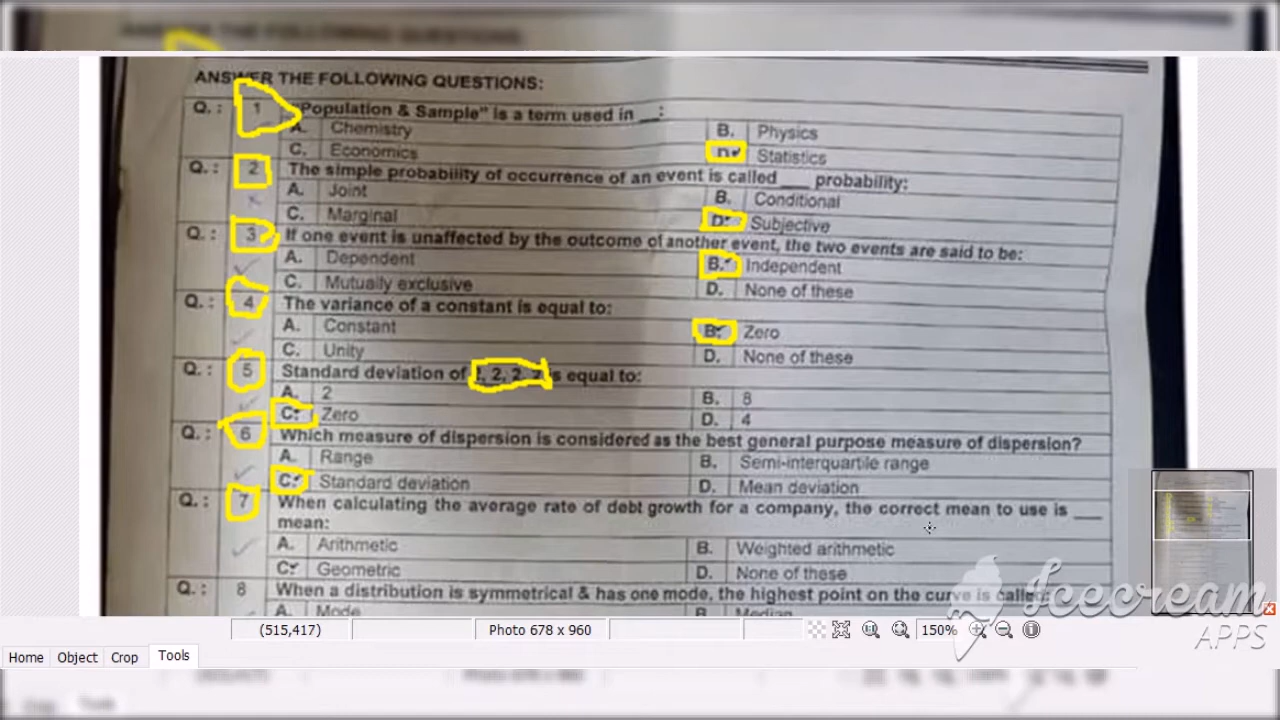 ANSWER THE FOLLOWING QUESTIONS:
Q. : 1 "Population & Sample" is a term used in __:
A. Chemistry B. Physics
C. Economics D. Statistics
Q. : 2 The simple probability of occurrence of an event is called ___ probability:
A. Joint B. Conditional
C. Marginal D. Subjective
Q. : 3 If one event is unaffected by the outcome of another event, the two events are said to be:
A. Dependent B. Independent
C. Mutually exclusive D. None of these
Q. : 4 The variance of a constant is equal to:
A. Constant B. Zero
C. Unity D. None of these
Q. : 5 Standard deviation of 2, 2, 2, 2 is equal to:
A. 2 B. 8
C. Zero D. 4
Q. : 6 Which measure of dispersion is considered as the best general purpose measure of dispersion?
A. Range B. Semi-interquartile range
C. Standard deviation D. Mean deviation
Q. : 7 When calculating the average rate of debt growth for a company, the correct mean to use is ___
mean:
A. Arithmetic B. Weighted arithmetic
C. Geometric D. None of these
Q. : 8 When a distribution is symmetrical & has one mode, the highest point on the curve is called:
A. Mode B. Median
Icecream
APPS
(515,417) Photo 678 x 960 150%
Home Object Crop Tools